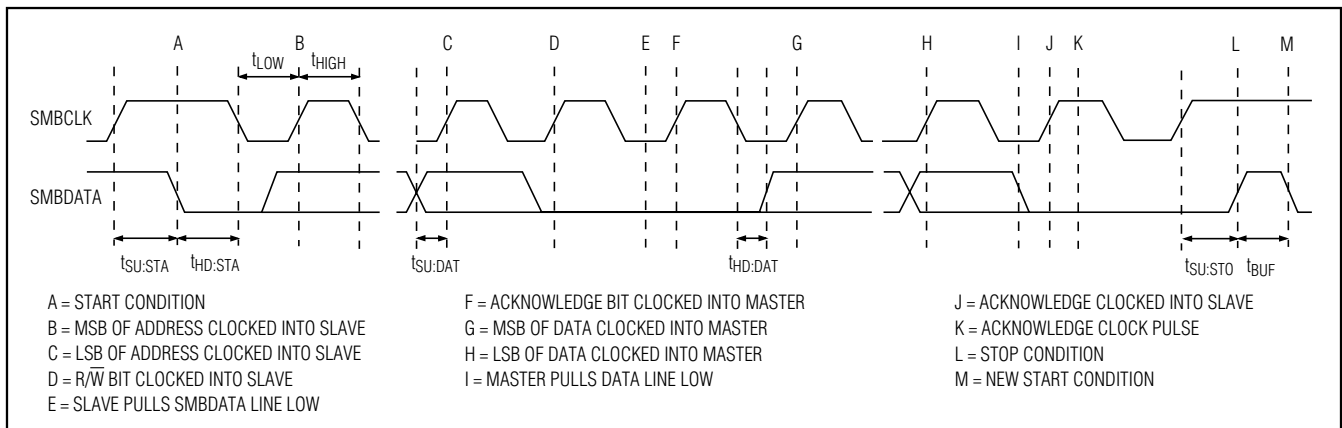 A B C D E F G H I J K L M
tLOW tHIGH
SMBCLK
SMBDATA
tSU:STA tHD:STA tSU:DAT tHD:DAT tSU:STO tBUF
A = START CONDITION
B = MSB OF ADDRESS CLOCKED INTO SLAVE
C = LSB OF ADDRESS CLOCKED INTO SLAVE
D = R/W̅ BIT CLOCKED INTO SLAVE
E = SLAVE PULLS SMBDATA LINE LOW
F = ACKNOWLEDGE BIT CLOCKED INTO MASTER
G = MSB OF DATA CLOCKED INTO MASTER
H = LSB OF DATA CLOCKED INTO MASTER
I = MASTER PULLS DATA LINE LOW
J = ACKNOWLEDGE CLOCKED INTO SLAVE
K = ACKNOWLEDGE CLOCK PULSE
L = STOP CONDITION
M = NEW START CONDITION